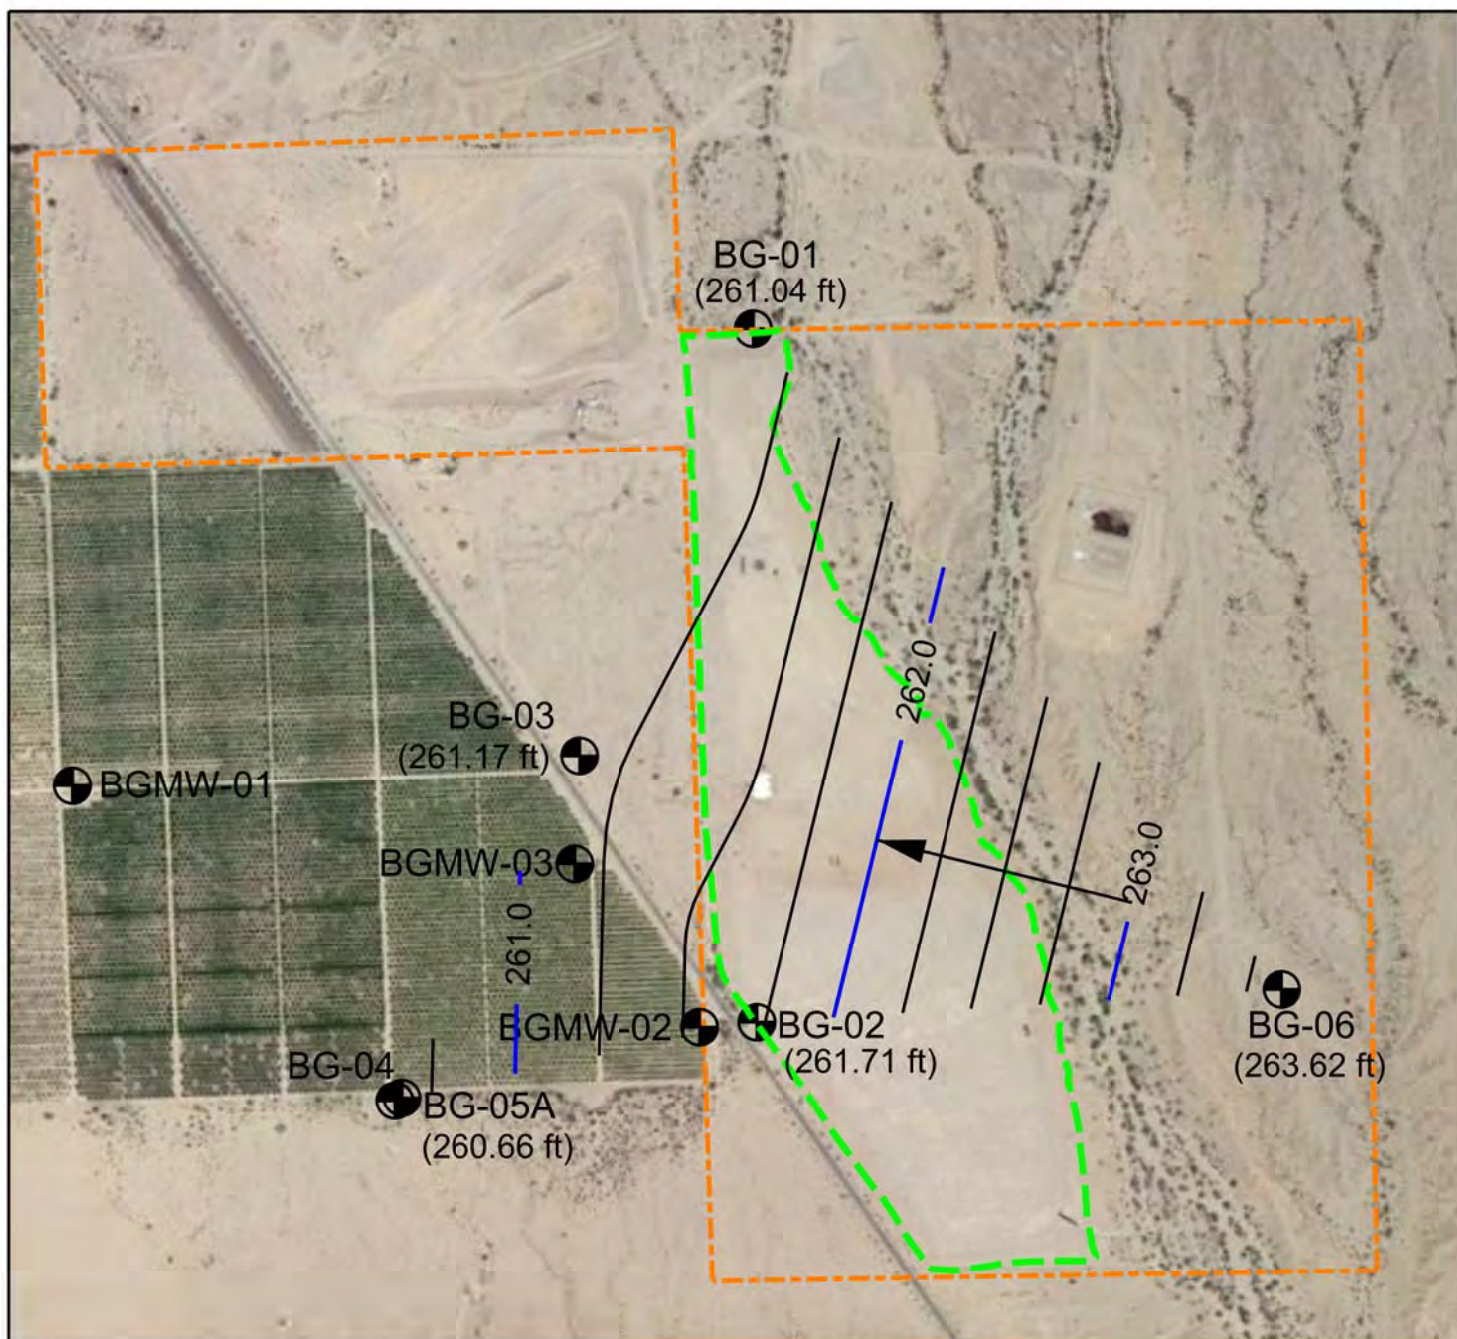 BG-01
(261.04 ft)
262.0
BG-03
(261.17 ft)
BGMW-01
263.0
BGMW-03
261.0
BGMW-02
BG-02
(261.71 ft)
BG-06
(263.62 ft)
BG-04
BG-05A
(260.66 ft)